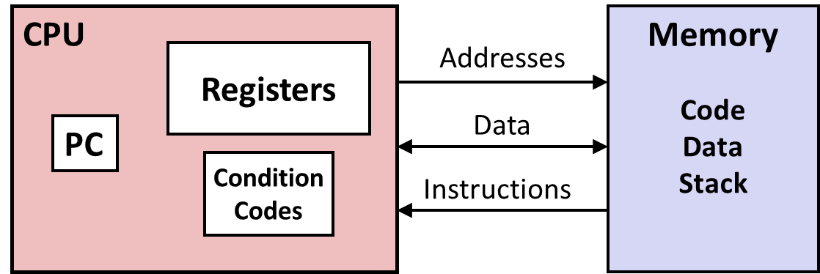 CPU
Registers
PC
Condition
Codes
Addresses
Data
Instructions
Memory
Code
Data
Stack